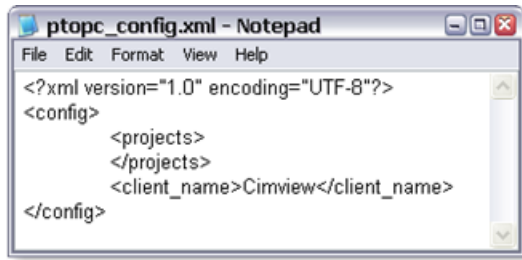 ptopc_config.xml - Notepad
File Edit Format View Help
<?xml version="1.0" encoding="UTF-8"?>
<config>
<projects>
</projects>
<client_name>Cimview</client_name>
</config>